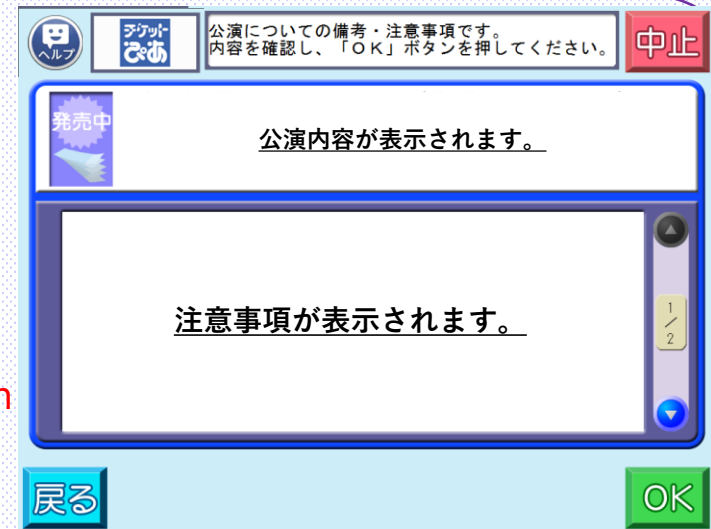 ヘルプ
チケット
ぴあ
公演についての備考・注意事項です。
内容を確認し、「OK」ボタンを押してください。
中止
発売中
公演内容が表示されます。
注意事項が表示されます。
1/2
戻る
OK